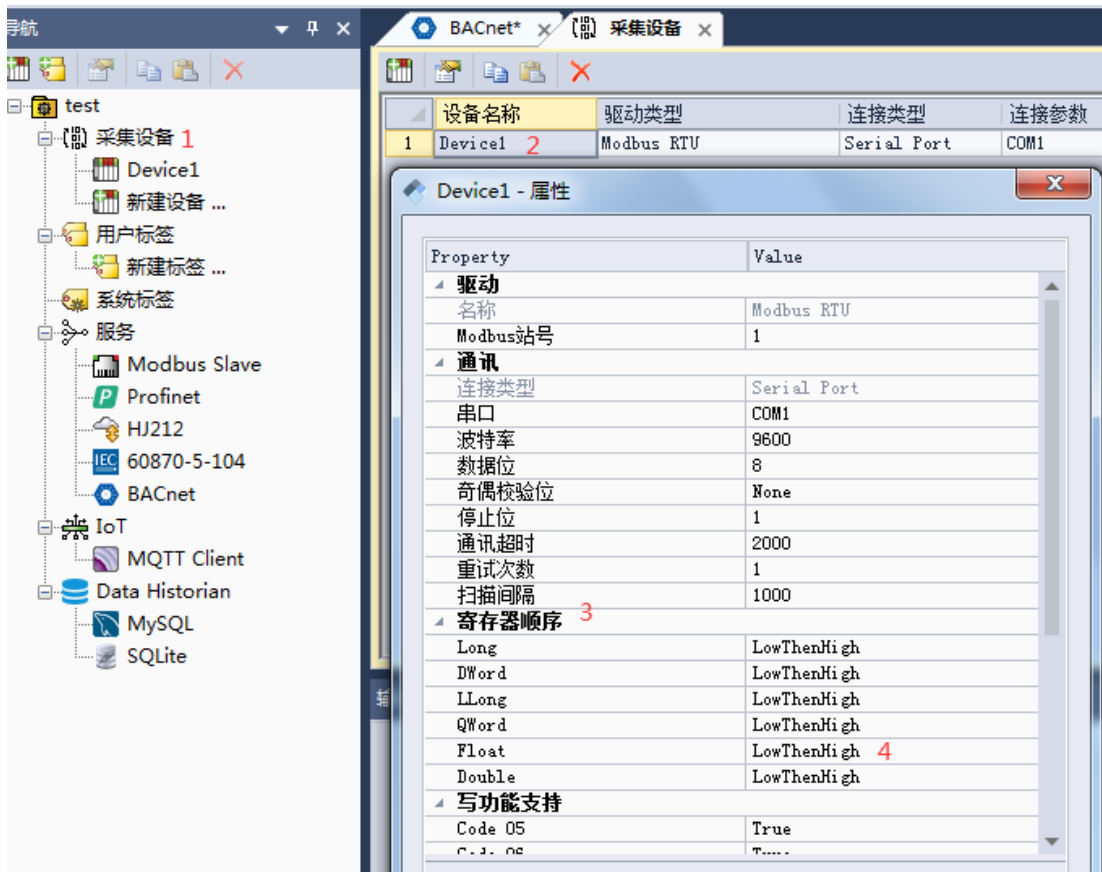 导航
BACnet*
采集设备
test
采集设备 1
Device1
新建设备 ...
用户标签
新建标签 ...
系统标签
服务
Modbus Slave
Profinet
HJ212
IEC 60870-5-104
BACnet
IoT
MQTT Client
Data Historian
MySQL
SQLite
设备名称 驱动类型 连接类型 连接参数
1 Device1 2 Modbus RTU Serial Port COM1
Device1 - 属性
Property Value
驱动
名称 Modbus RTU
Modbus站号 1
通讯
连接类型 Serial Port
串口 COM1
波特率 9600
数据位 8
奇偶校验位 None
停止位 1
通讯超时 2000
重试次数 1
扫描间隔 1000
寄存器顺序 3
Long LowThenHigh
DWord LowThenHigh
LLong LowThenHigh
QWord LowThenHigh
Float LowThenHigh 4
Double LowThenHigh
写功能支持
Code 05 True